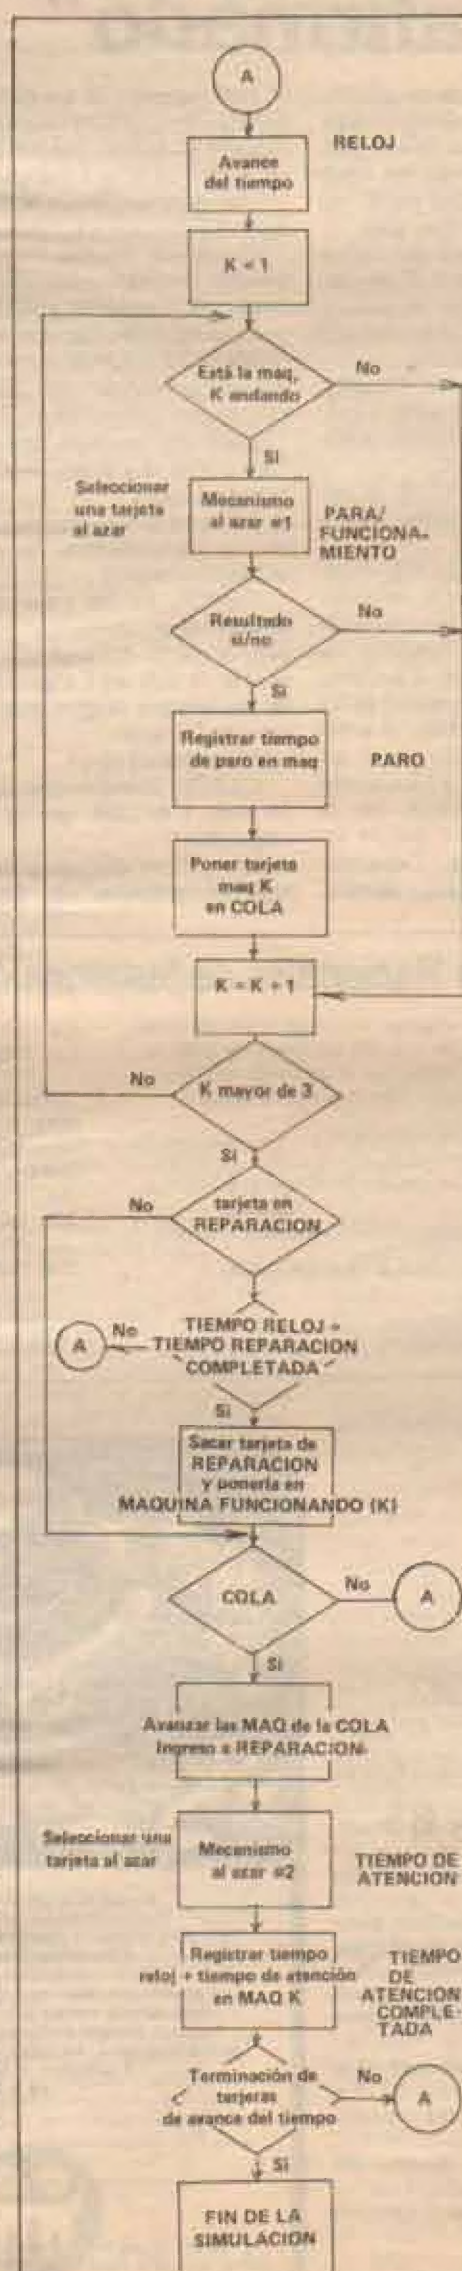 A
RELOJ
Avance
del tiempo
K < 1
Está la maq,
K andando
No
Si
Seleccionar
una tarjeta
al azar
Mecanismo
al azar #1
PARA/
FUNCIONA-
MIENTO
Resultado
si/no
No
Si
Registrar tiempo
de paro en maq
PARO
Poner tarjeta
maq K
en COLA
K = K + 1
No
K mayor de 3
Si
No
tarjeta en
REPARACION
A
No
TIEMPO RELOJ =
TIEMPO REPARACION
COMPLETADA
Si
Sacar tarjeta de
REPARACION
y ponerla en
MAQUINA FUNCIONANDO (K)
COLA
No
A
Si
Avanzar las MAQ de la COLA
Ingreso a REPARACION
Seleccionar una
tarjeta al azar
Mecanismo
al azar #2
TIEMPO DE
ATENCION
Registrar tiempo
reloj + tiempo de atención
en MAQ K
TIEMPO
DE
ATENCION
COMPLE-
TADA
Terminación de
tarjeras
de avance del tiempo
No
A
Si
FIN DE LA
SIMULACION